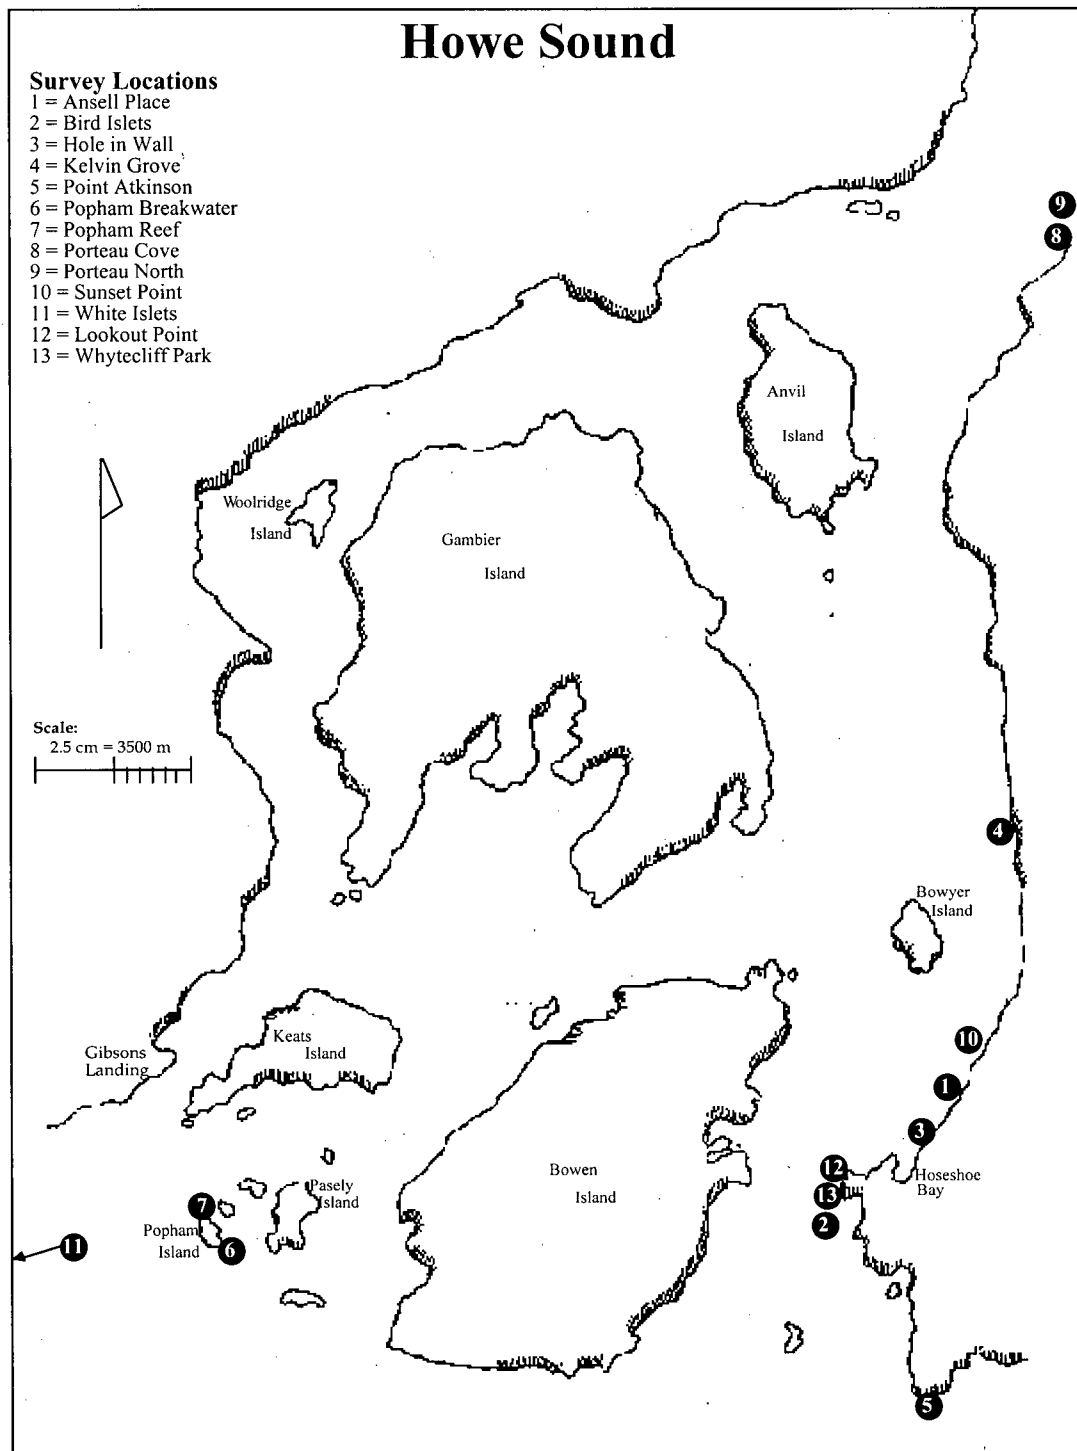 Howe Sound
Survey Locations
1 = Ansell Place
2 = Bird Islets
3 = Hole in Wall
4 = Kelvin Grove
5 = Point Atkinson
6 = Popham Breakwater
7 = Popham Reef
8 = Porteau Cove
9 = Porteau North
10 = Sunset Point
11 = White Islets
12 = Lookout Point
13 = Whytecliff Park
9
8
Anvil
Island
Woolridge
Island
Gambier
Island
Scale:
2.5 cm = 3500 m
4
Bowyer
Island
10
Keats
Island
Gibsons
Landing
1
3
12
Hoseshoe
Bay
13
Bowen
Island
Pasely
Island
7
2
Popham
Island
6
11
5